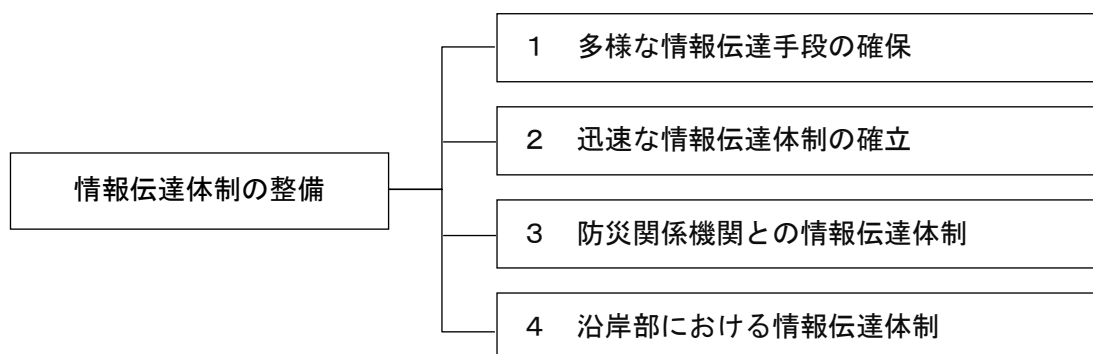 情報伝達体制の整備
1　多様な情報伝達手段の確保
2　迅速な情報伝達体制の確立
3　防災関係機関との情報伝達体制
4　沿岸部における情報伝達体制